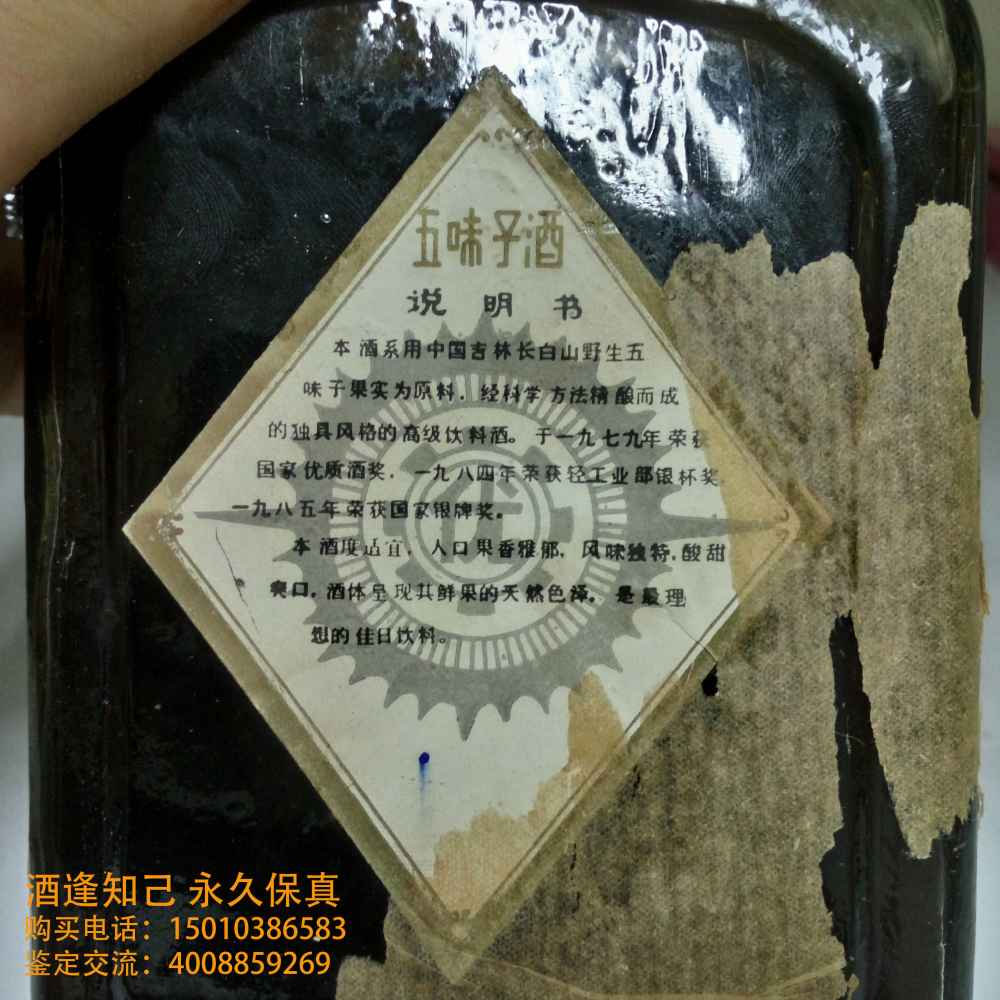 五味子酒
说明书
本酒系用中国吉林长白山野生五
味子果实为原料，经科学方法精酿而成
的独具风格的高级饮料酒。于一九七九年荣获
国家优质酒奖，一九八四年荣获轻工业部银杯奖，
一九八五年荣获国家银牌奖。
优
本酒度适宜，人口果香雅郁，风味独特，酸甜
爽口，酒体呈现其鲜果的天然色泽，是最理
想的佳日饮料。
酒逢知己 永久保真
购买电话：15010386583
鉴定交流：4008859269